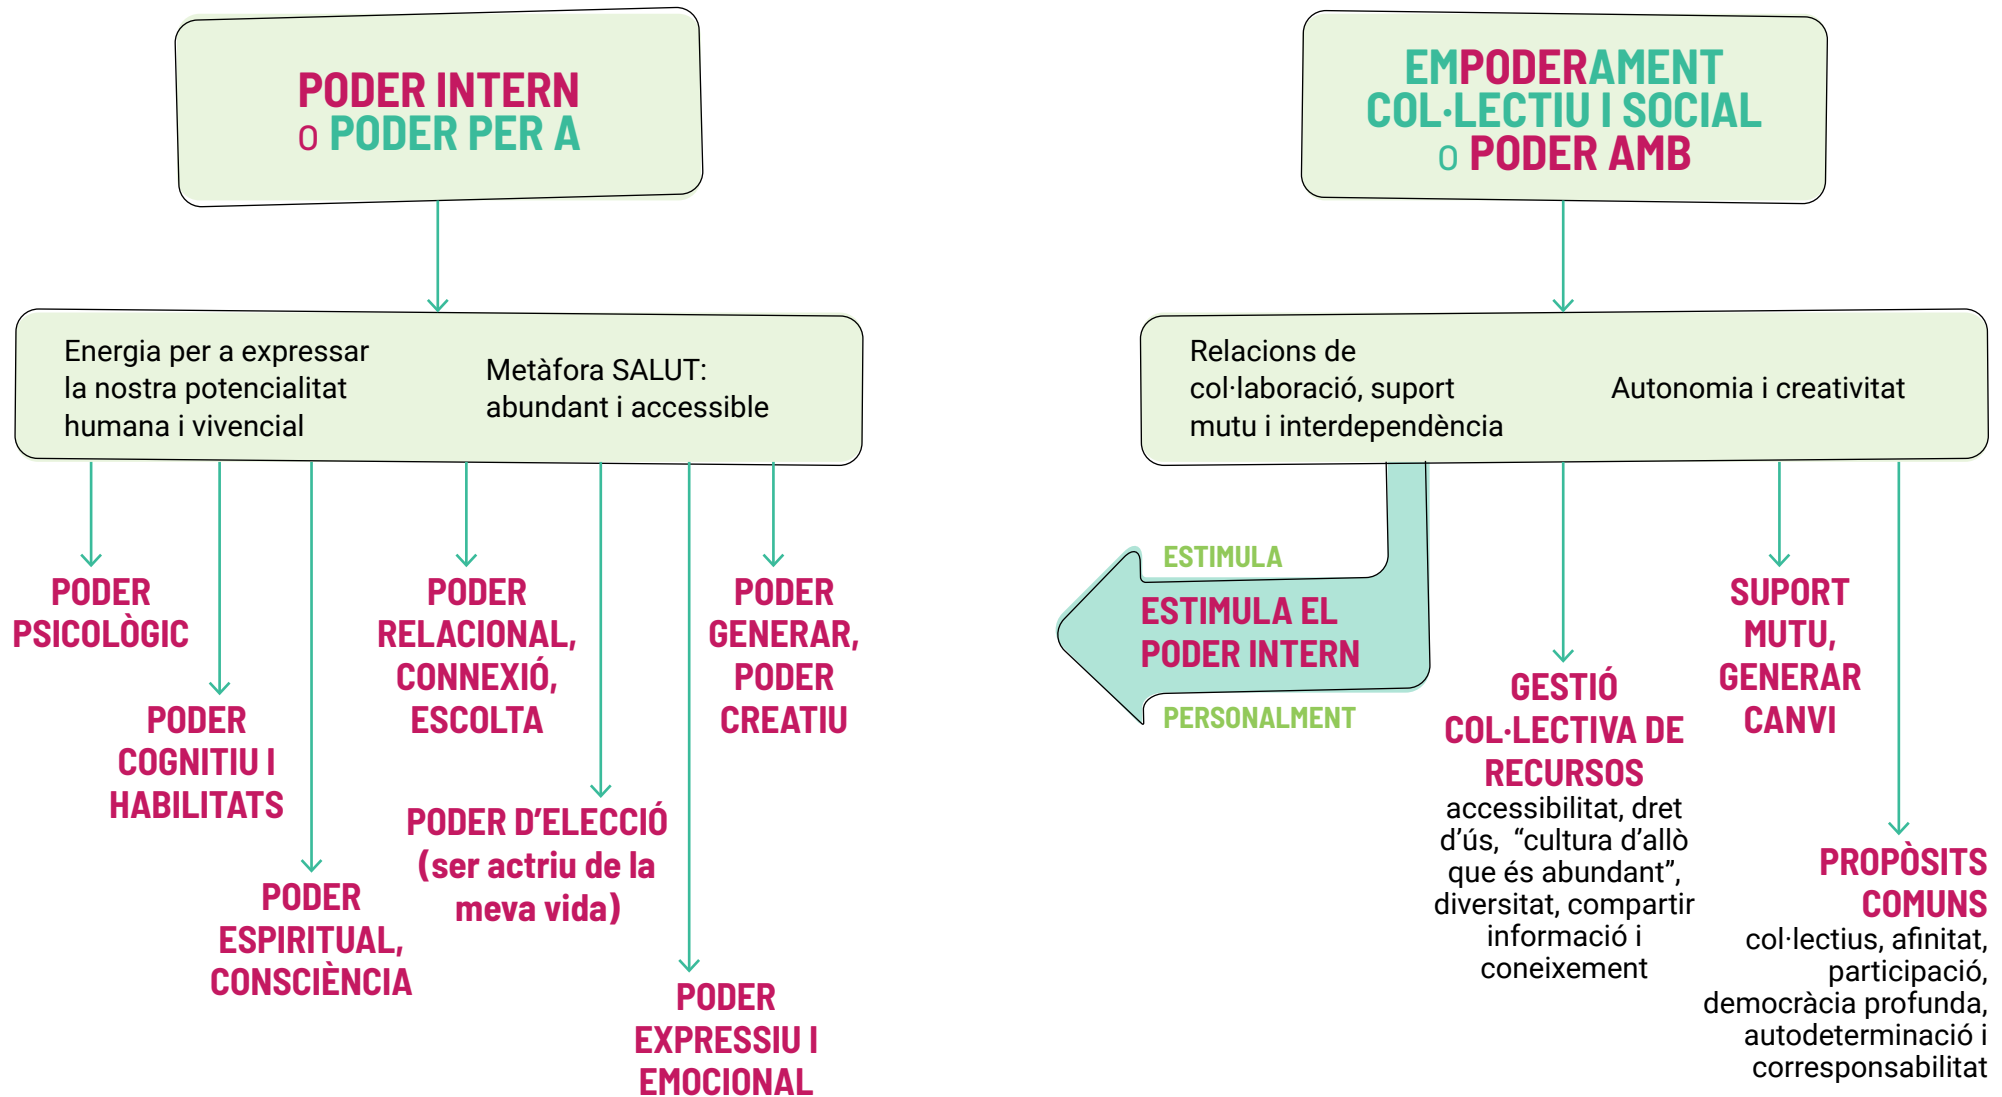 PODER INTERN
O PODER PER A
Energia per a expressar
la nostra potencialitat
humana i vivencial
Metàfora SALUT:
abundant i accessible
PODER
PSICOLÒGIC
PODER
COGNITIU I
HABILITATS
PODER
ESPIRITUAL,
CONSCIÈNCIA
PODER
RELACIONAL,
CONNEXIÓ,
ESCOLTA
PODER D’ELECCIÓ
(ser actriu de la
meva vida)
PODER
EXPRESSIU I
EMOCIONAL
PODER
GENERAR,
PODER
CREATIU
EMPODERAMENT
COL·LECTIU I SOCIAL
O PODER AMB
Relacions de
col·laboració, suport
mutu i interdependència
Autonomia i creativitat
ESTIMULA
ESTIMULA EL
PODER INTERN
PERSONALMENT
GESTIÓ
COL·LECTIVA DE
RECURSOS
accessibilitat, dret
d’ús, “cultura d’allò
que és abundant”,
diversitat, compartir
informació i
coneixement
SUPORT
MUTU,
GENERAR
CANVI
PROPÒSITS
COMUNS
col·lectius, afinitat,
participació,
democràcia profunda,
autodeterminació i
corresponsabilitat